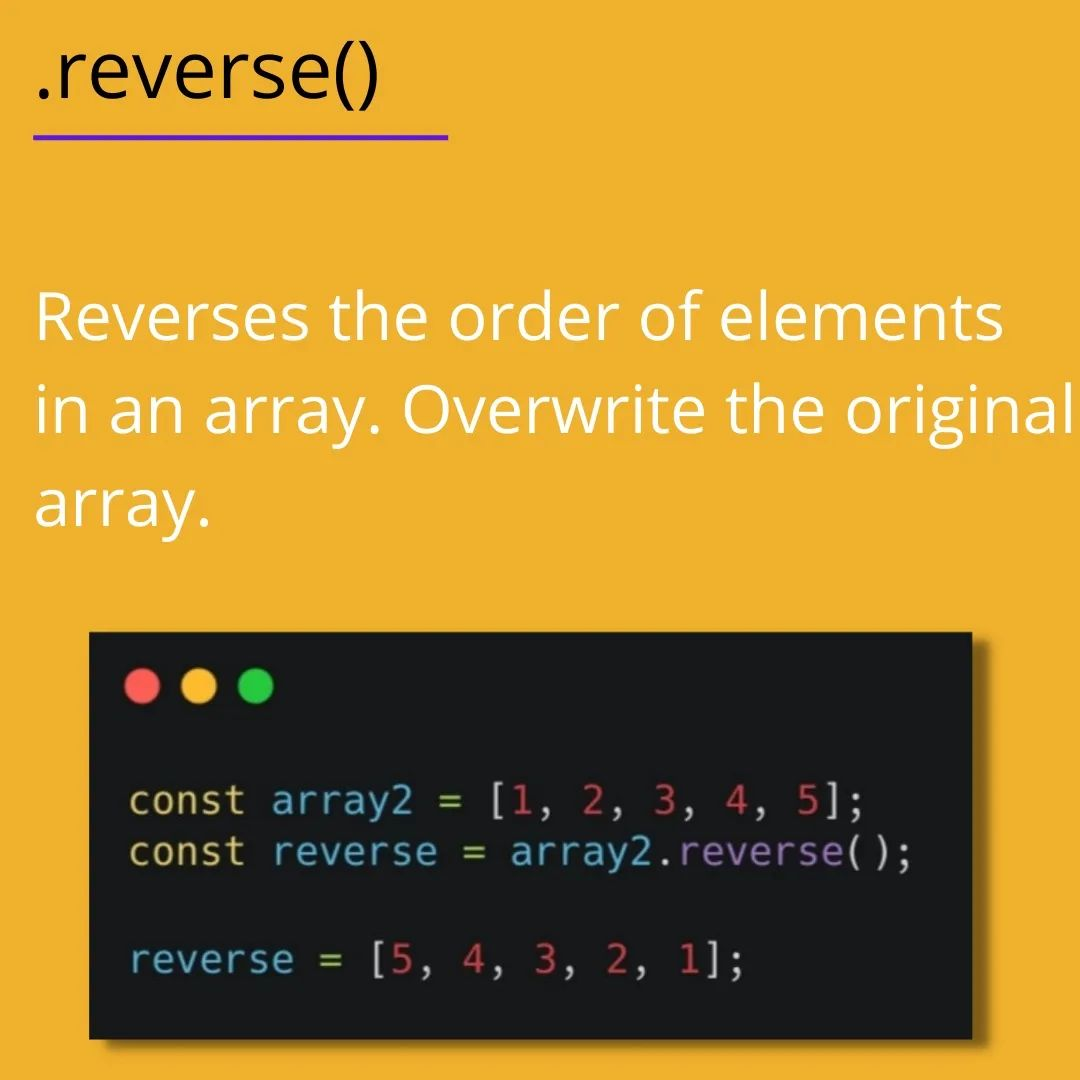 .reverse()
Reverses the order of elements
in an array. Overwrite the original
array.
const array2 = [1, 2, 3, 4, 5];
const reverse = array2.reverse();
reverse = [5, 4, 3, 2, 1];